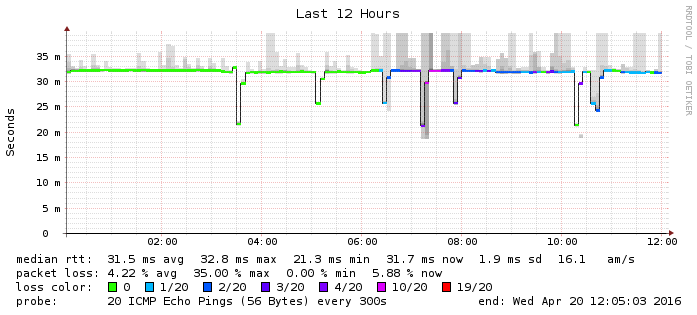 Last 12 Hours
RRDTOOL / TOBI OETIKER
Seconds
35 m
30 m
25 m
20 m
15 m
10 m
5 m
0
02:00 04:00 06:00 08:00 10:00 12:00
median rtt: 31.5 ms avg 32.8 ms max 21.3 ms min 31.7 ms now 1.9 ms sd 16.1 am/s
packet loss: 4.22 % avg 35.00 % max 0.00 % min 5.88 % now
loss color: 0 1/20 2/20 3/20 4/20 10/20 19/20
probe: 20 ICMP Echo Pings (56 Bytes) every 300s end: Wed Apr 20 12:05:03 2016